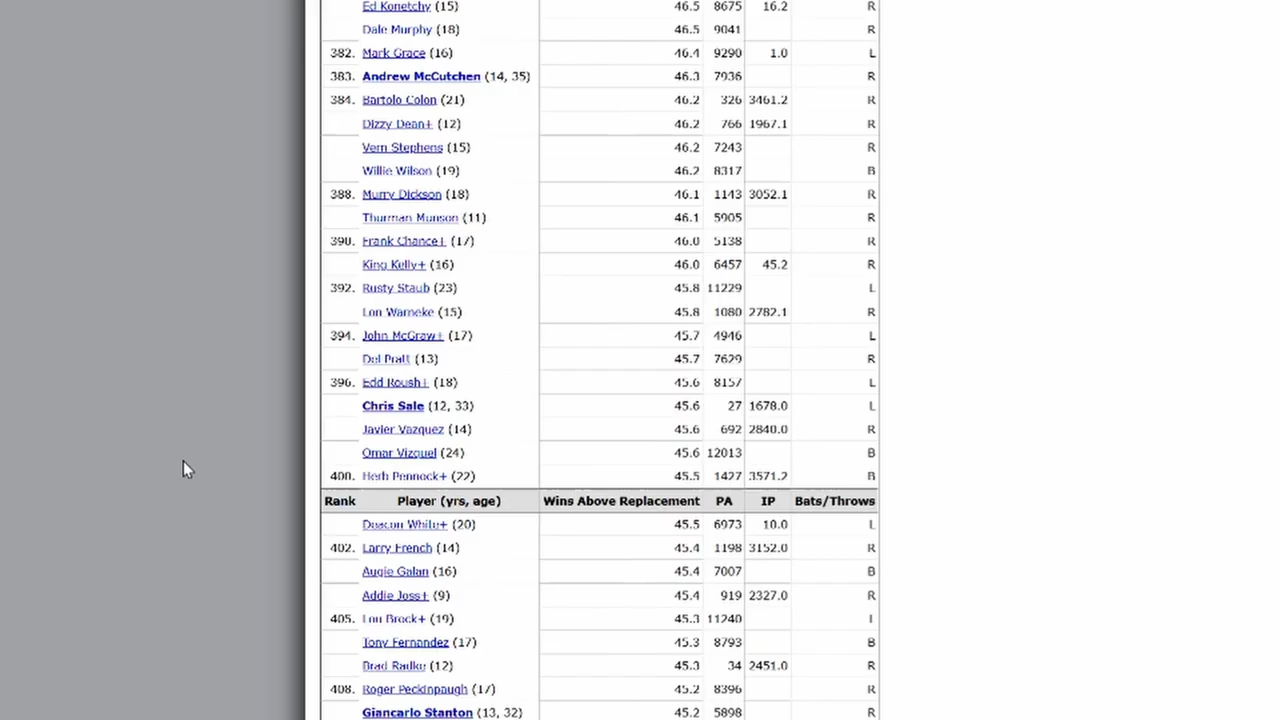 Ed Konetchy (15) 46.5 8675 16.2 R
Dale Murphy (18) 46.5 9041 R
382. Mark Grace (16) 46.4 9290 1.0 L
383. Andrew McCutchen (14, 35) 46.3 7936 R
384. Bartolo Colon (21) 46.2 326 3461.2 R
Dizzy Dean+ (12) 46.2 766 1967.1 R
Vern Stephens (15) 46.2 7243 R
Willie Wilson (19) 46.2 8317 B
388. Murry Dickson (18) 46.1 1143 3052.1 R
Thurman Munson (11) 46.1 5905 R
390. Frank Chance+ (17) 46.0 5138 R
King Kelly+ (16) 46.0 6457 45.2 R
392. Rusty Staub (23) 45.8 11229 L
Lon Warneke (15) 45.8 1080 2782.1 R
394. John McGraw+ (17) 45.7 4946 L
Del Pratt (13) 45.7 7629 R
396. Edd Roush+ (18) 45.6 8157 L
Chris Sale (12, 33) 45.6 27 1678.0 L
Javier Vazquez (14) 45.6 692 2840.0 R
Omar Vizquel (24) 45.6 12013 B
400. Herb Pennock+ (22) 45.5 1427 3571.2 B
Rank Player (yrs, age) Wins Above Replacement PA IP Bats/Throws
Deacon White+ (20) 45.5 6973 10.0 L
402. Larry French (14) 45.4 1198 3152.0 R
Augie Galan (16) 45.4 7007 B
Addie Joss+ (9) 45.4 919 2327.0 R
405. Lou Brock+ (19) 45.3 11240 L
Tony Fernandez (17) 45.3 8793 B
Brad Radke (12) 45.3 34 2451.0 R
408. Roger Peckinpaugh (17) 45.2 8396 R
Giancarlo Stanton (13, 32) 45.2 5898 R